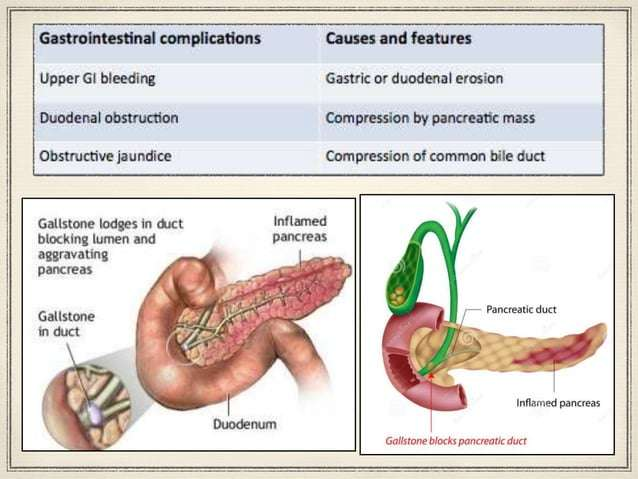 Gastrointestinal complications Causes and features
Upper GI bleeding Gastric or duodenal erosion
Duodenal obstruction Compression by pancreatic mass
Obstructive jaundice Compression of common bile duct
Gallstone lodges in duct
blocking lumen and
aggravating
pancreas
Inflamed
pancreas
Gallstone
in duct
Duodenum
Pancreatic duct
Inflamed pancreas
Gallstone blocks pancreatic duct